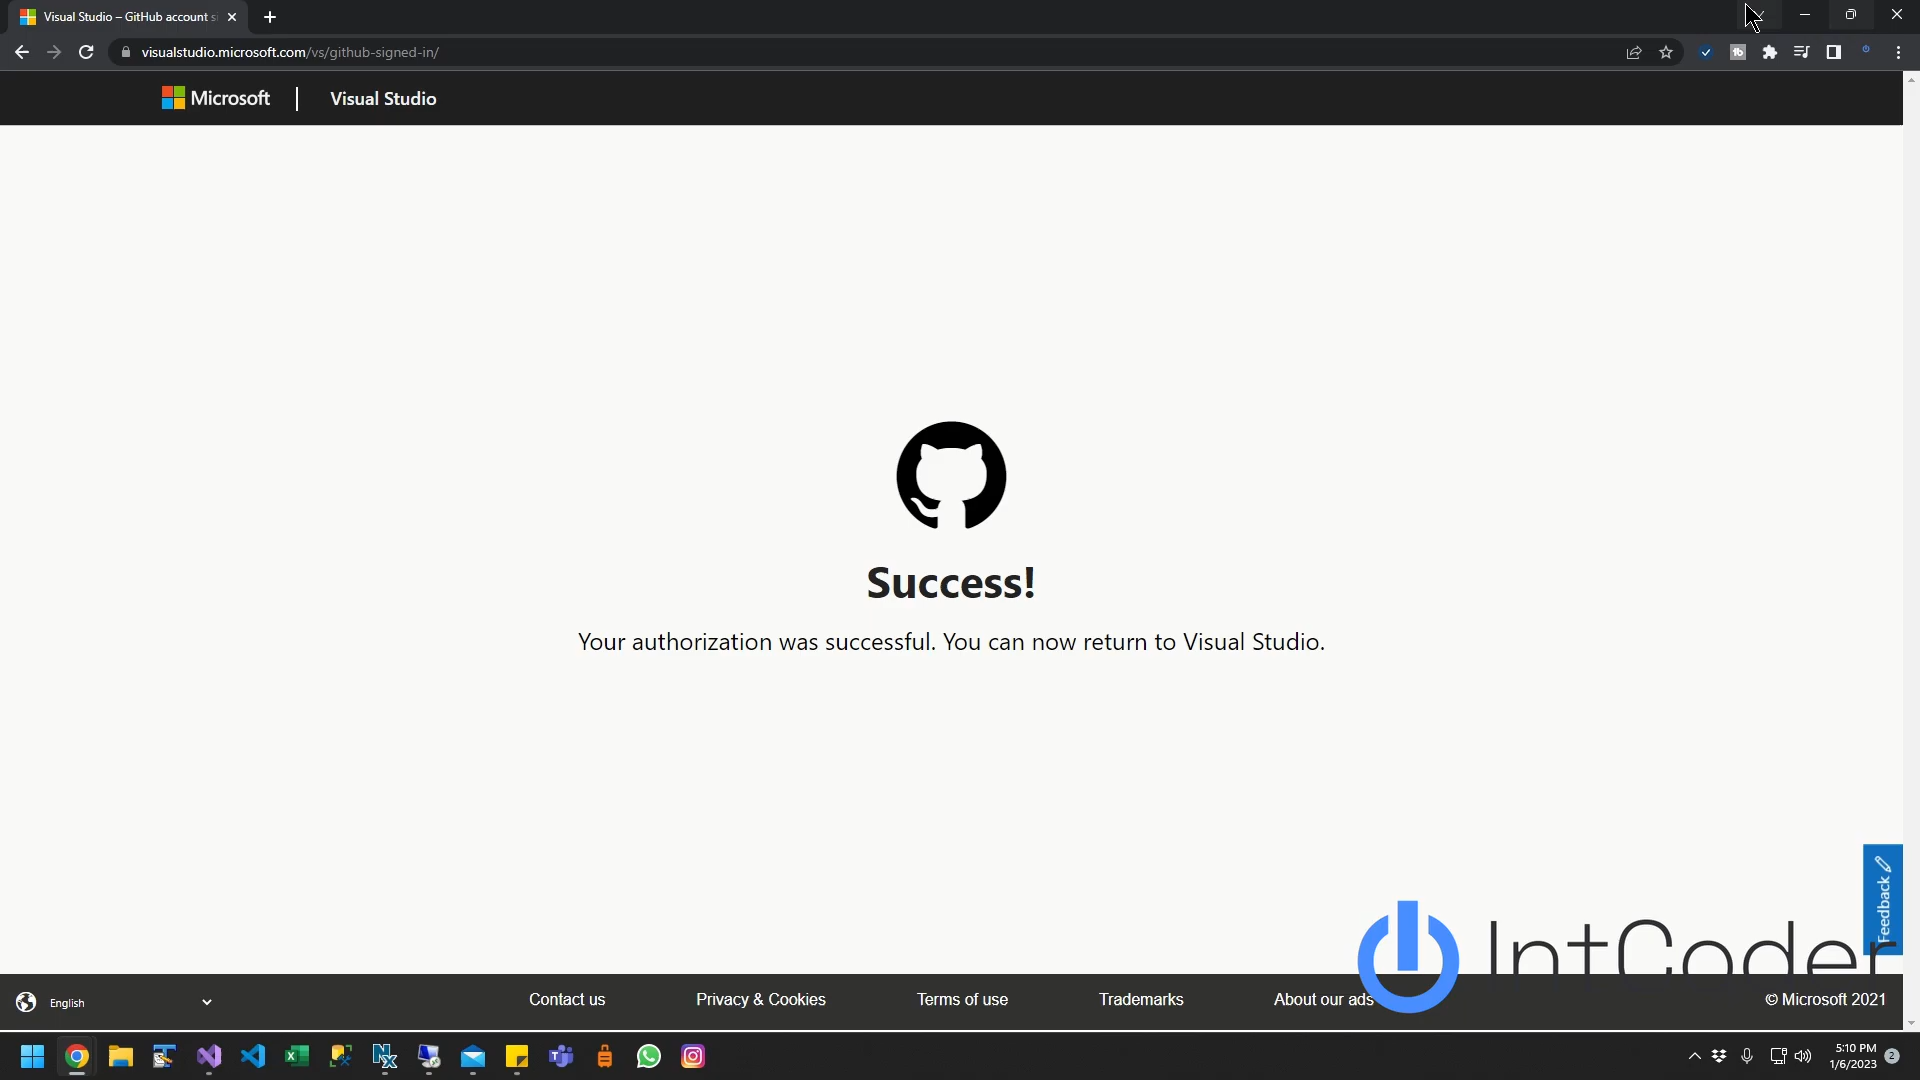 Visual Studio – GitHub account s
visualstudio.microsoft.com/vs/github-signed-in/
Microsoft | Visual Studio
Success!
Your authorization was successful. You can now return to Visual Studio.
Feedback
IntCoder
English
Contact us
Privacy & Cookies
Terms of use
Trademarks
About our ads
© Microsoft 2021
5:10 PM
1/6/2023
2